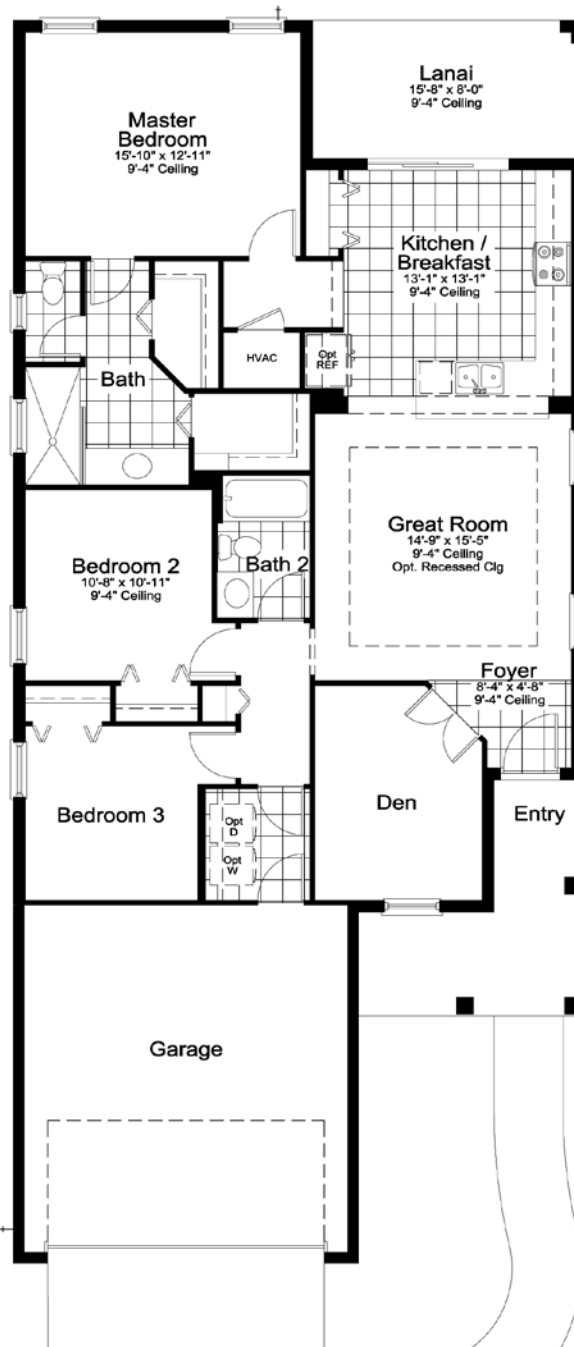 Lanai
15'-8" x 8'-0"
9'-4" Ceiling
Master
Bedroom
15'-10" x 12'-11"
9'-4" Ceiling
Kitchen /
Breakfast
13'-1" x 13'-1"
9'-4" Ceiling
HVAC
Opt
REF
Bath
Great Room
14'-9" x 15'-5"
9'-4" Ceiling
Opt. Recessed Clg
Bedroom 2
10'-8" x 10'-11"
9'-4" Ceiling
Bath 2
Foyer
8'-4" x 4'-8"
9'-4" Ceiling
Bedroom 3
Opt
D
Opt
W
Den
Entry
Garage